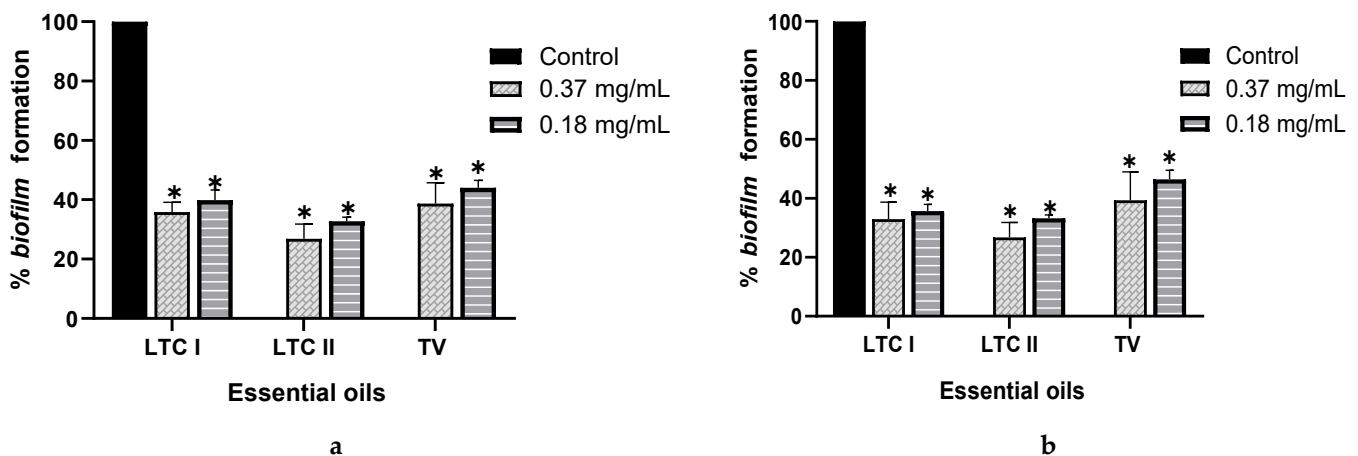 % biofilm formation
100
80
60
40
20
0
* * * * * *
LTC I LTC II TV
Essential oils
Control
0.37 mg/mL
0.18 mg/mL
a
% biofilm formation
100
80
60
40
20
0
* * * * * *
LTC I LTC II TV
Essential oils
Control
0.37 mg/mL
0.18 mg/mL
b